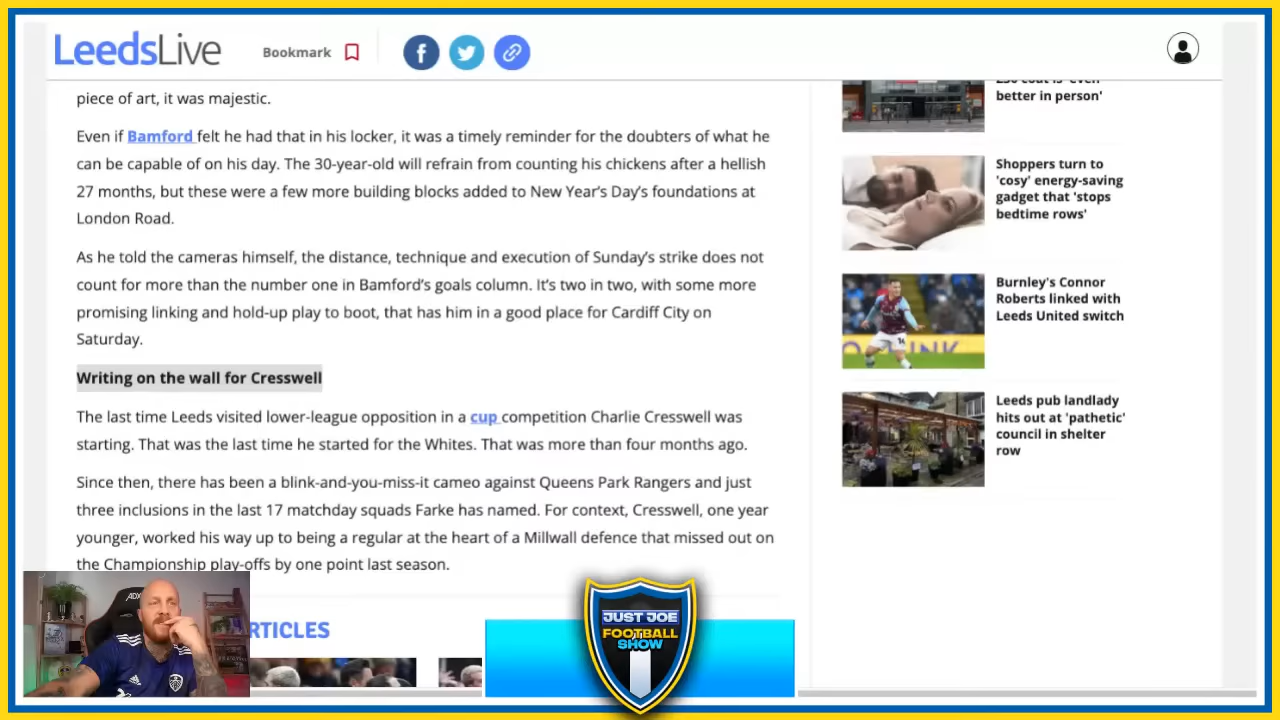 LeedsLive
Bookmark
piece of art, it was majestic.
Even if Bamford felt he had that in his locker, it was a timely reminder for the doubters of what he
can be capable of on his day. The 30-year-old will refrain from counting his chickens after a hellish
27 months, but these were a few more building blocks added to New Year's Day's foundations at
London Road.
As he told the cameras himself, the distance, technique and execution of Sunday's strike does not
count for more than the number one in Bamford's goals column. It's two in two, with some more
promising linking and hold-up play to boot, that has him in a good place for Cardiff City on
Saturday.
Writing on the wall for Cresswell
The last time Leeds visited lower-league opposition in a cup competition Charlie Cresswell was
starting. That was the last time he started for the Whites. That was more than four months ago.
Since then, there has been a blink-and-you-miss-it cameo against Queens Park Rangers and just
three inclusions in the last 17 matchday squads Farke has named. For context, Cresswell, one year
younger, worked his way up to being a regular at the heart of a Millwall defence that missed out on
the Championship play-offs by one point last season.
better in person'
Shoppers turn to
'cosy' energy-saving
gadget that 'stops
bedtime rows'
Burnley's Connor
Roberts linked with
Leeds United switch
Leeds pub landlady
hits out at 'pathetic'
council in shelter
row
RTICLES
JUST JOE
FOOTBALL
SHOW